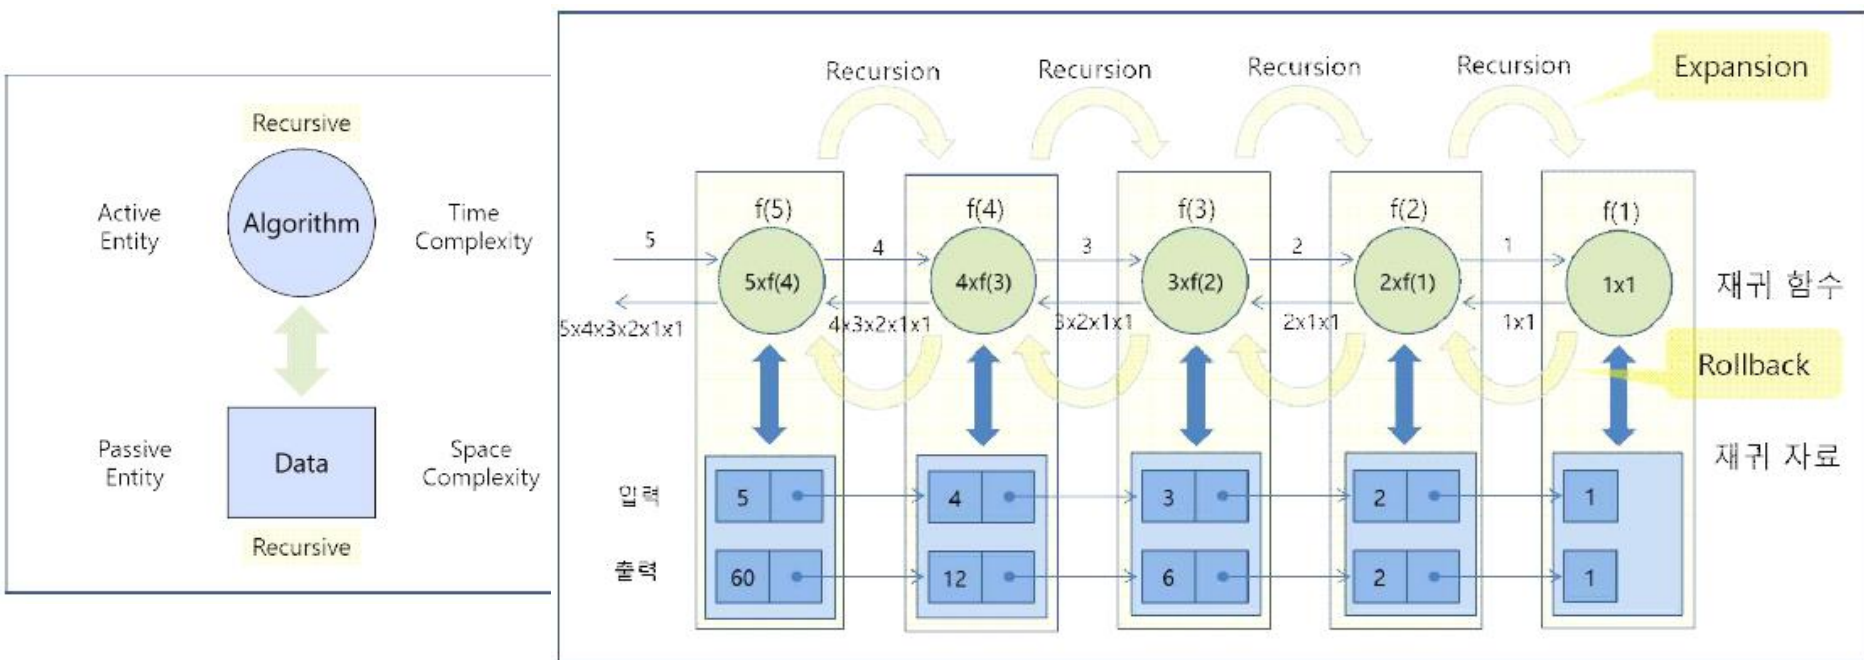 Recursive
Active
Entity
Algorithm
Time
Complexity
Passive
Entity
Data
Space
Complexity
Recursive
Recursion
Recursion
Recursion
Recursion
Expansion
f(5)
f(4)
f(3)
f(2)
f(1)
5
4
3
2
1
5xf(4)
4xf(3)
3xf(2)
2xf(1)
1x1
재귀 함수
5x4x3x2x1x1
4x3x2x1x1
3x2x1x1
2x1x1
1x1
Rollback
재귀 자료
입력
5
4
3
2
1
출력
60
12
6
2
1